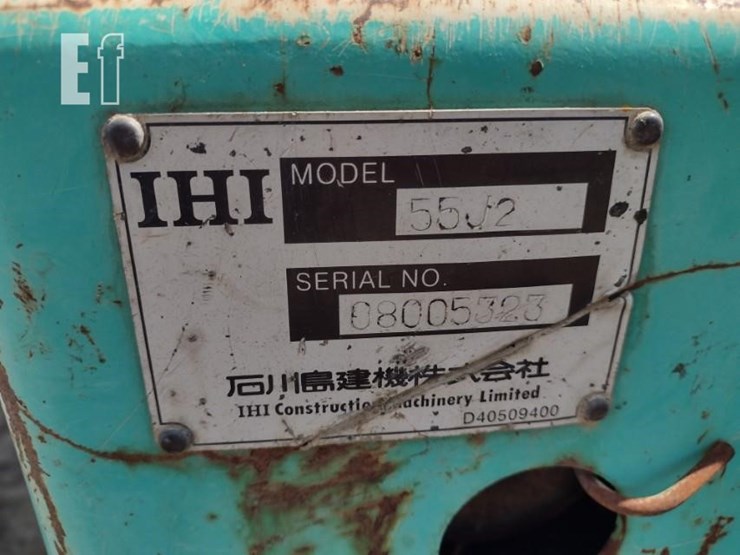 Ef
IHI
MODEL
55J2
SERIAL NO.
石川島建機株式会社
IHI Construction Machinery Limited
D40509400